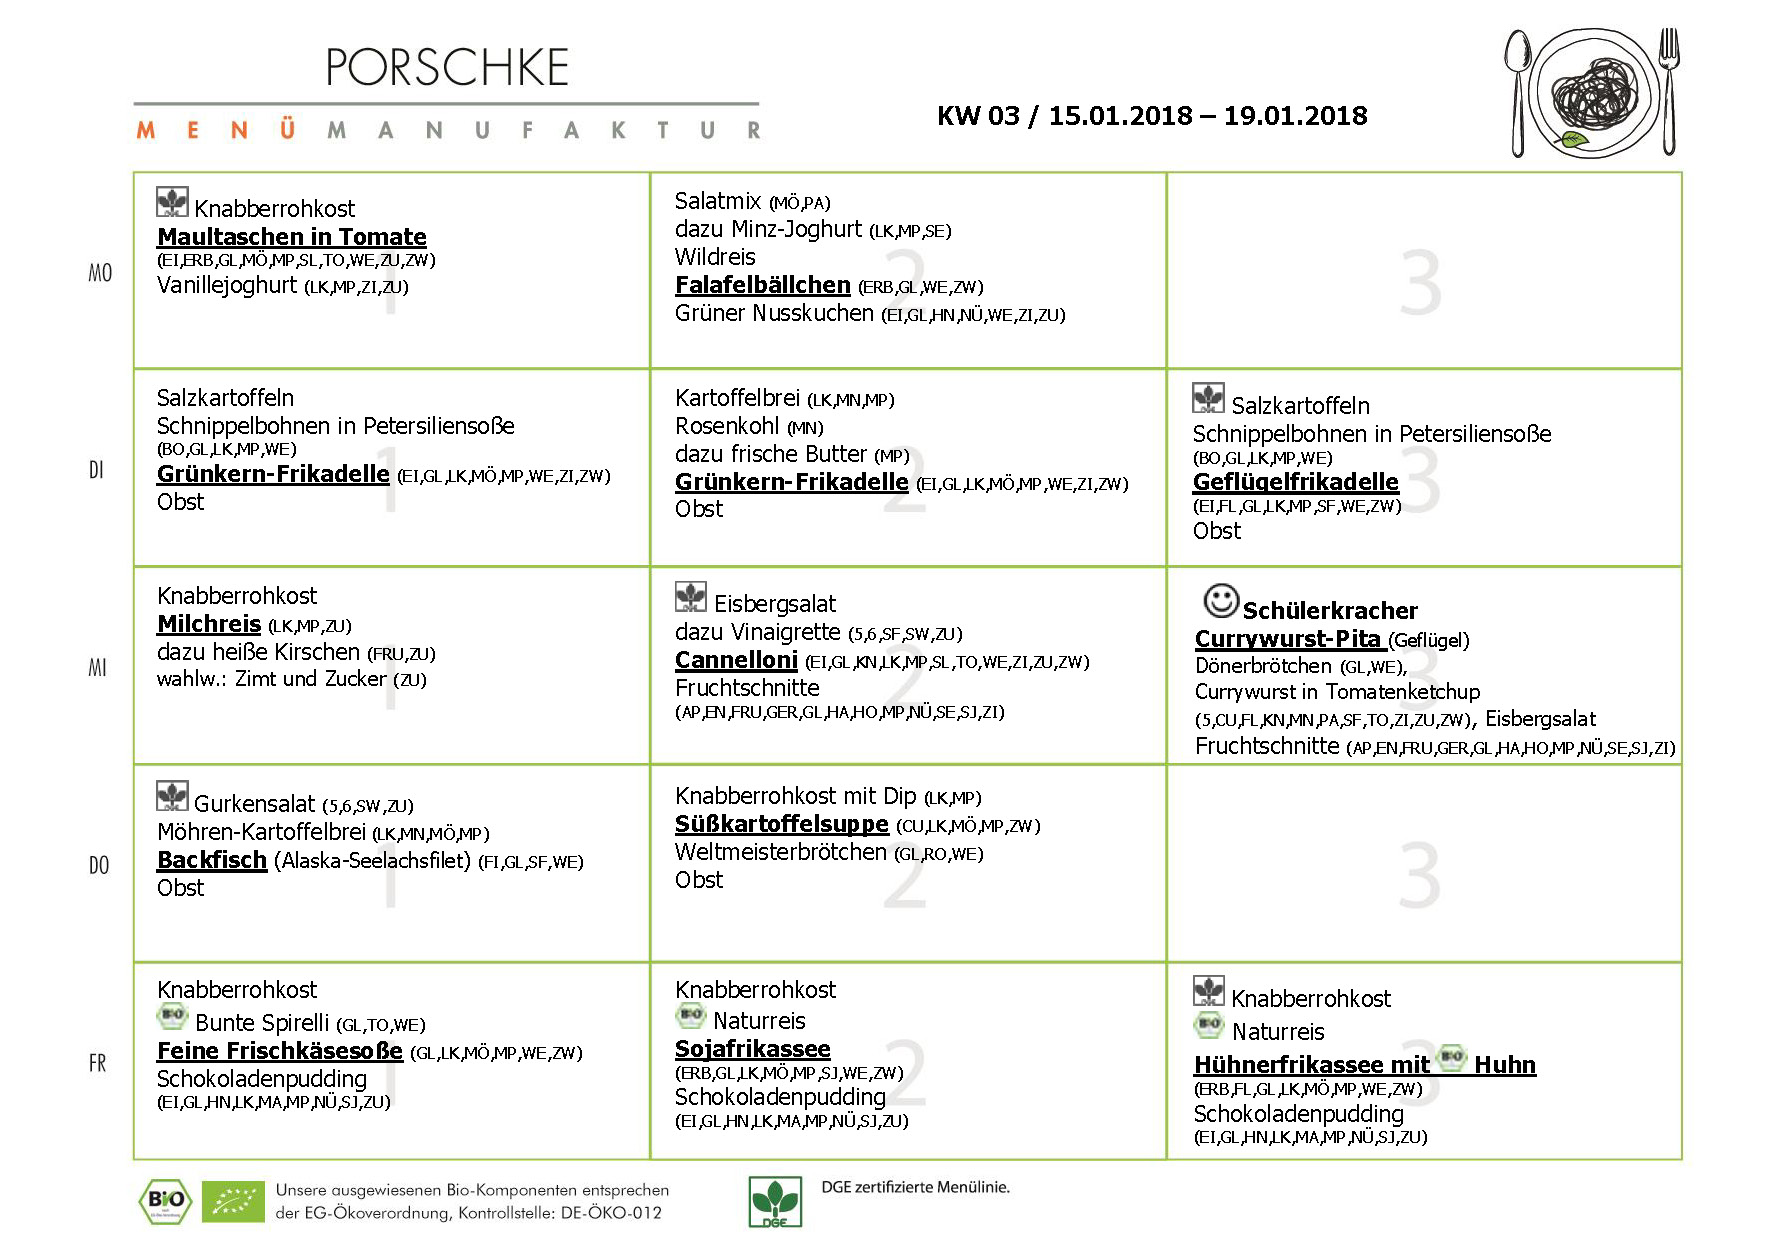 PORSCHKE
MENÜMANUFAKTUR
KW 03 / 15.01.2018 – 19.01.2018
MO
1
Knabberrohkost
Maultaschen in Tomate
(EI,ERB,GL,MÖ,MP,SL,TO,WE,ZU,ZW)
Vanillejoghurt (LK,MP,ZI,ZU)
2
Salatmix (MÖ,PA)
dazu Minz-Joghurt (LK,MP,SE)
Wildreis
Falafelbällchen (ERB,GL,WE,ZW)
Grüner Nusskuchen (EI,GL,HN,NÜ,WE,ZI,ZU)
3
DI
1
Salzkartoffeln
Schnippelbohnen in Petersiliensoße
(BO,GL,LK,MP,WE)
Grünkern-Frikadelle (EI,GL,LK,MÖ,MP,WE,ZI,ZW)
Obst
2
Kartoffelbrei (LK,MN,MP)
Rosenkohl (MN)
dazu frische Butter (MP)
Grünkern-Frikadelle (EI,GL,LK,MÖ,MP,WE,ZI,ZW)
Obst
3
DGE
Salzkartoffeln
Schnippelbohnen in Petersiliensoße
(BO,GL,LK,MP,WE)
Geflügelfrikadelle
(EI,FL,GL,LK,MP,SF,WE,ZW)
Obst
MI
1
Knabberrohkost
Milchreis (LK,MP,ZU)
dazu heiße Kirschen (FRU,ZU)
wahlw.: Zimt und Zucker (ZU)
2
Eisbergsalat
dazu Vinaigrette (5,6,SF,SW,ZU)
Cannelloni (EI,GL,KN,LK,MP,SL,TO,WE,ZI,ZU,ZW)
Fruchtschnitte
(AP,EN,FRU,GER,GL,HA,HO,MP,NÜ,SE,SJ,ZI)
3
Schülerkracher
Currywurst-Pita (Geflügel)
Dönerbrötchen (GL,WE),
Currywurst in Tomatenketchup
(5,CU,FL,KN,MN,PA,SF,TO,ZI,ZU,ZW), Eisbergsalat
Fruchtschnitte (AP,EN,FRU,GER,GL,HA,HO,MP,NÜ,SE,SJ,ZI)
DO
1
Gurkensalat (5,6,SW,ZU)
Möhren-Kartoffelbrei (LK,MN,MÖ,MP)
Backfisch (Alaska-Seelachsfilet) (FI,GL,SF,WE)
Obst
2
Knabberrohkost mit Dip (LK,MP)
Süßkartoffelsuppe (CU,LK,MÖ,MP,ZW)
Weltmeisterbrötchen (GL,RO,WE)
Obst
3
FR
1
Knabberrohkost
BiO Bunte Spirelli (GL,TO,WE)
Feine Frischkäsesoße (GL,LK,MÖ,MP,WE,ZW)
Schokoladenpudding
(EI,GL,HN,LK,MA,MP,NÜ,SJ,ZU)
2
Knabberrohkost
BiO Naturreis
Sojafrikassee
(ERB,GL,LK,MÖ,MP,SJ,WE,ZW)
Schokoladenpudding
(EI,GL,HN,LK,MA,MP,NÜ,SJ,ZU)
3
Knabberrohkost
BiO Naturreis
Hühnerfrikassee mit BiO Huhn
(ERB,FL,GL,LK,MÖ,MP,WE,ZW)
Schokoladenpudding
(EI,GL,HN,LK,MA,MP,NÜ,SJ,ZU)
BiO
Unsere ausgewiesenen Bio-Komponenten entsprechen
der EG-Ökoverordnung, Kontrollstelle: DE-ÖKO-012
DGE
DGE zertifizierte Menülinie.